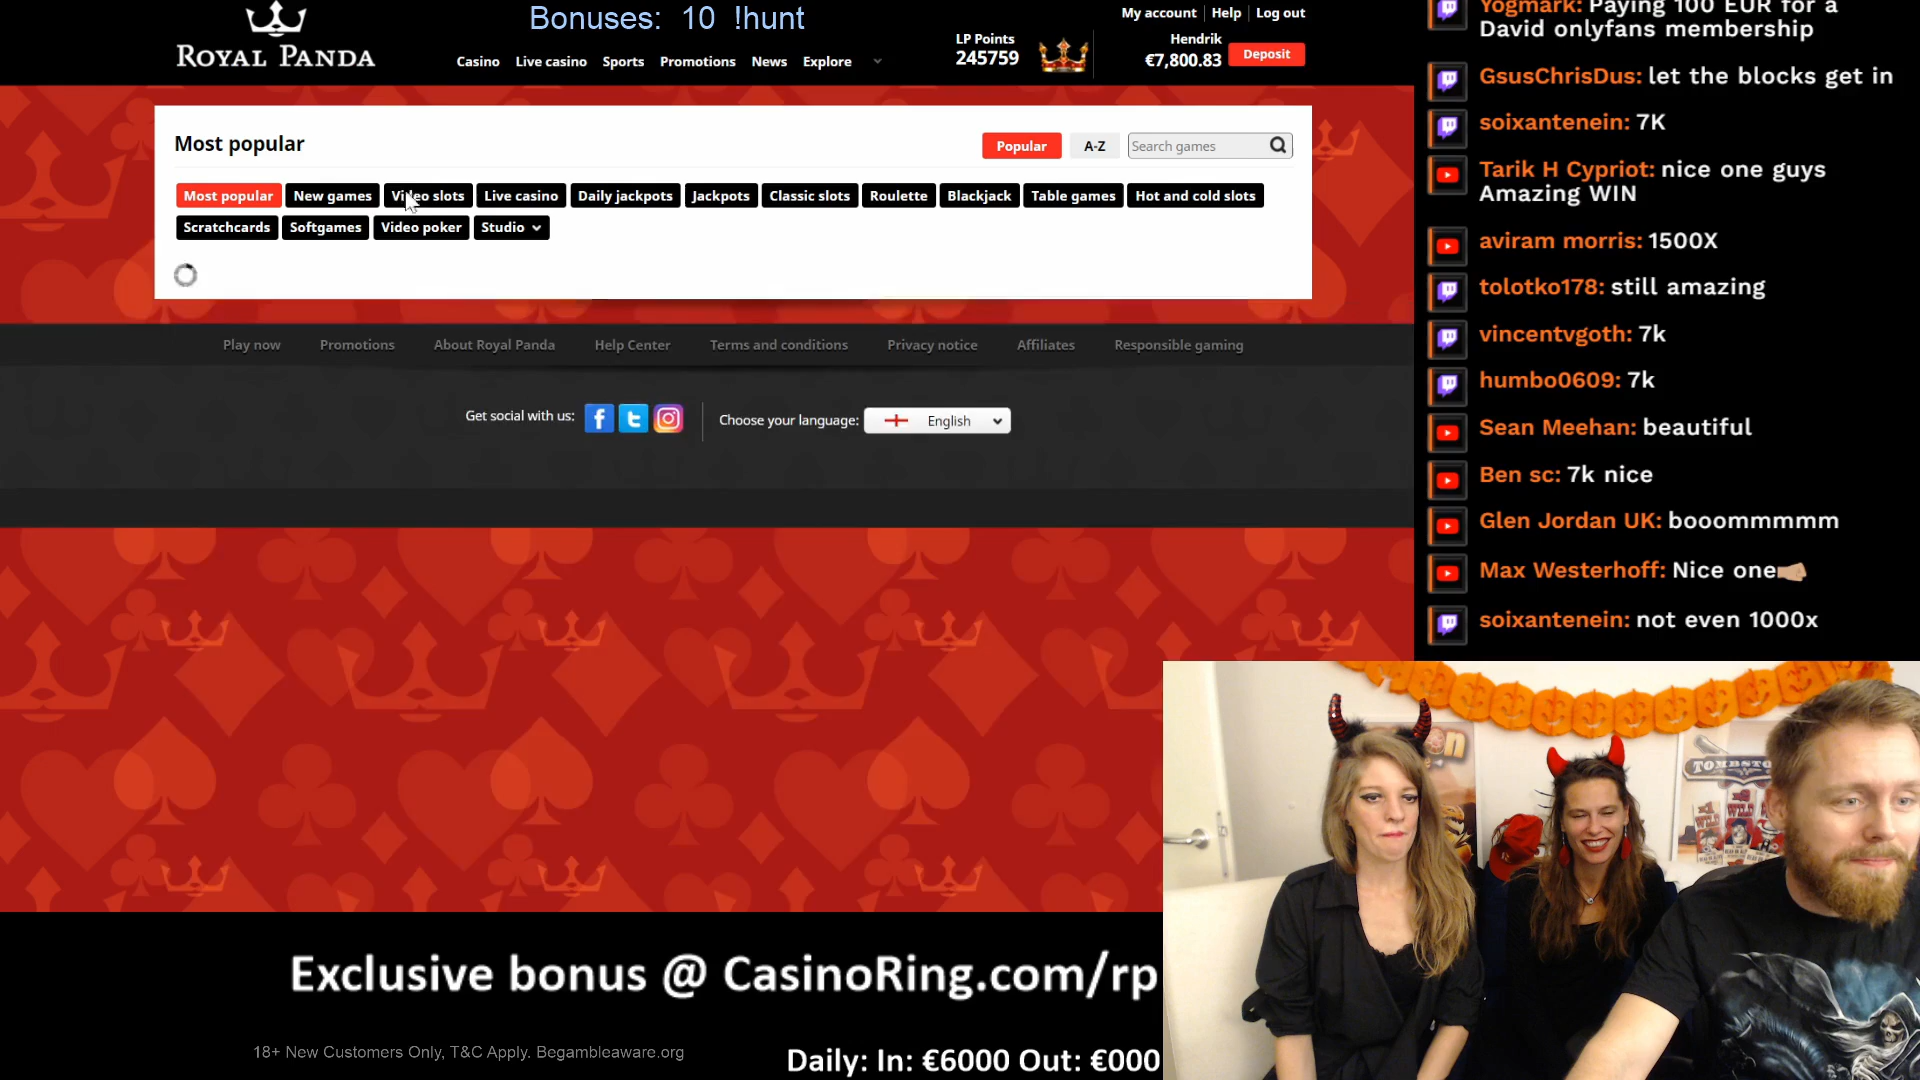 ROYAL PANDA
Bonuses: 10 !hunt
My account Help Log out
LP Points
245759
Hendrik
€7,800.83
Deposit
Casino Live casino Sports Promotions News Explore
Most popular
Popular A-Z Search games
Most popular New games Video slots Live casino Daily jackpots Jackpots Classic slots Roulette Blackjack Table games Hot and cold slots
Scratchcards Softgames Video poker Studio
Play now Promotions About Royal Panda Help Center Terms and conditions Privacy notice Affiliates Responsible gaming
Get social with us:
Choose your language: English
Yogmark: Paying 100 EUR for a
David onlyfans membership
GsusChrisDus: let the blocks get in
soixantenein: 7K
Tarik H Cypriot: nice one guys
Amazing WIN
aviram morris: 1500X
tolotko178: still amazing
vincentvgoth: 7k
humbo0609: 7k
Sean Meehan: beautiful
Ben sc: 7k nice
Glen Jordan UK: booommmmm
Max Westerhoff: Nice one
soixantenein: not even 1000x
Exclusive bonus @ CasinoRing.com/rp
18+ New Customers Only, T&C Apply. Begambleaware.org
Daily: In: €6000 Out: €000